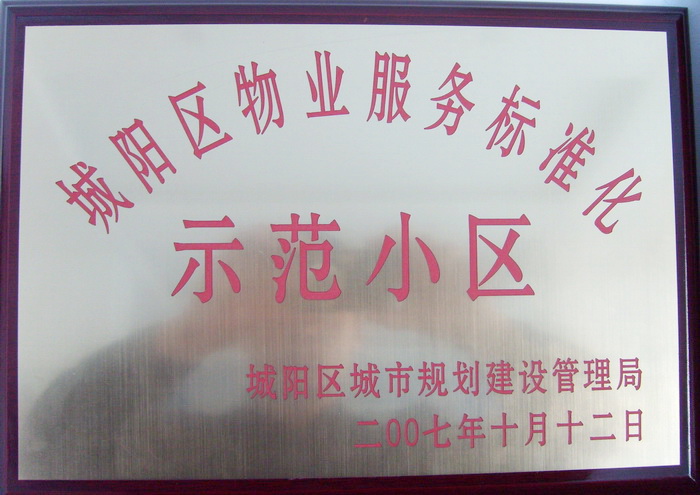 城阳区物业服务标准化
示范小区
城阳区城市规划建设管理局
二00七年十月十二日